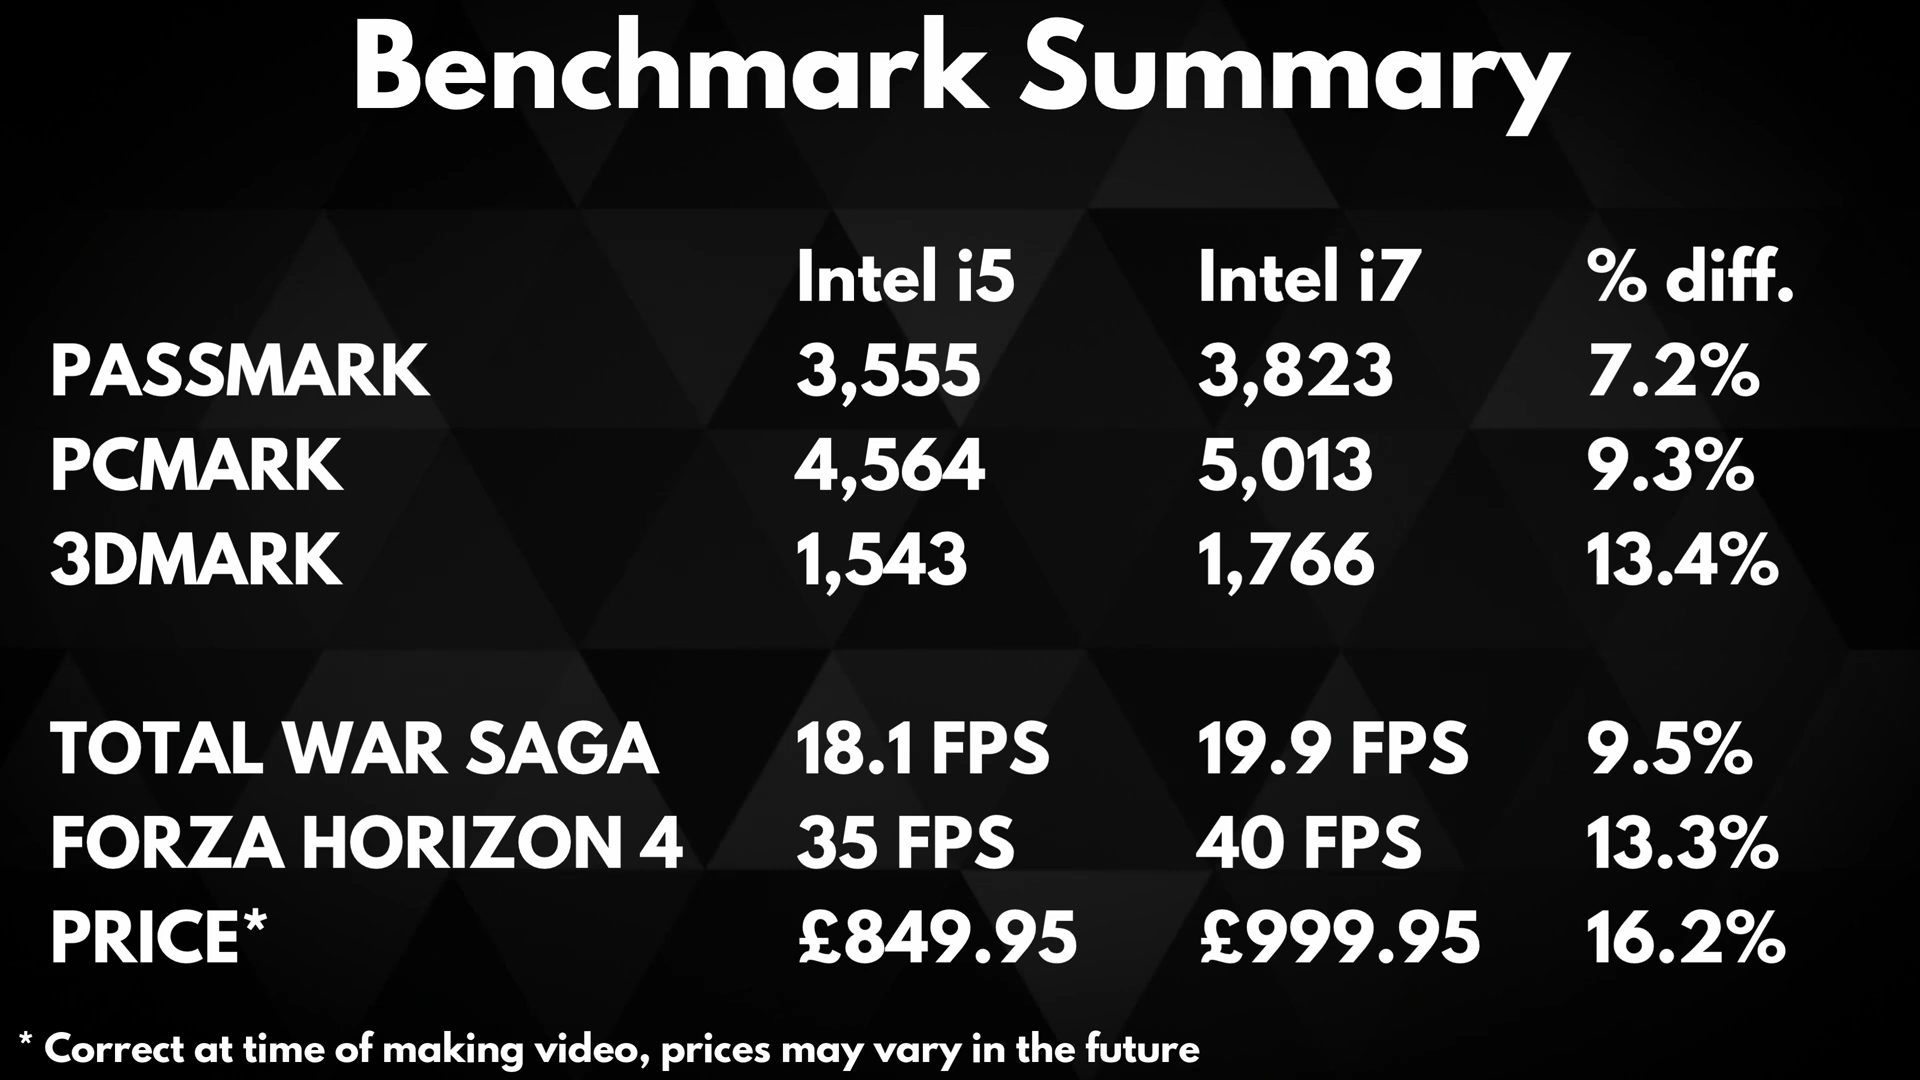 Benchmark Summary
Intel i5 Intel i7 % diff.
PASSMARK 3,555 3,823 7.2%
PCMARK 4,564 5,013 9.3%
3DMARK 1,543 1,766 13.4%
TOTAL WAR SAGA 18.1 FPS 19.9 FPS 9.5%
FORZA HORIZON 4 35 FPS 40 FPS 13.3%
PRICE* £849.95 £999.95 16.2%
* Correct at time of making video, prices may vary in the future